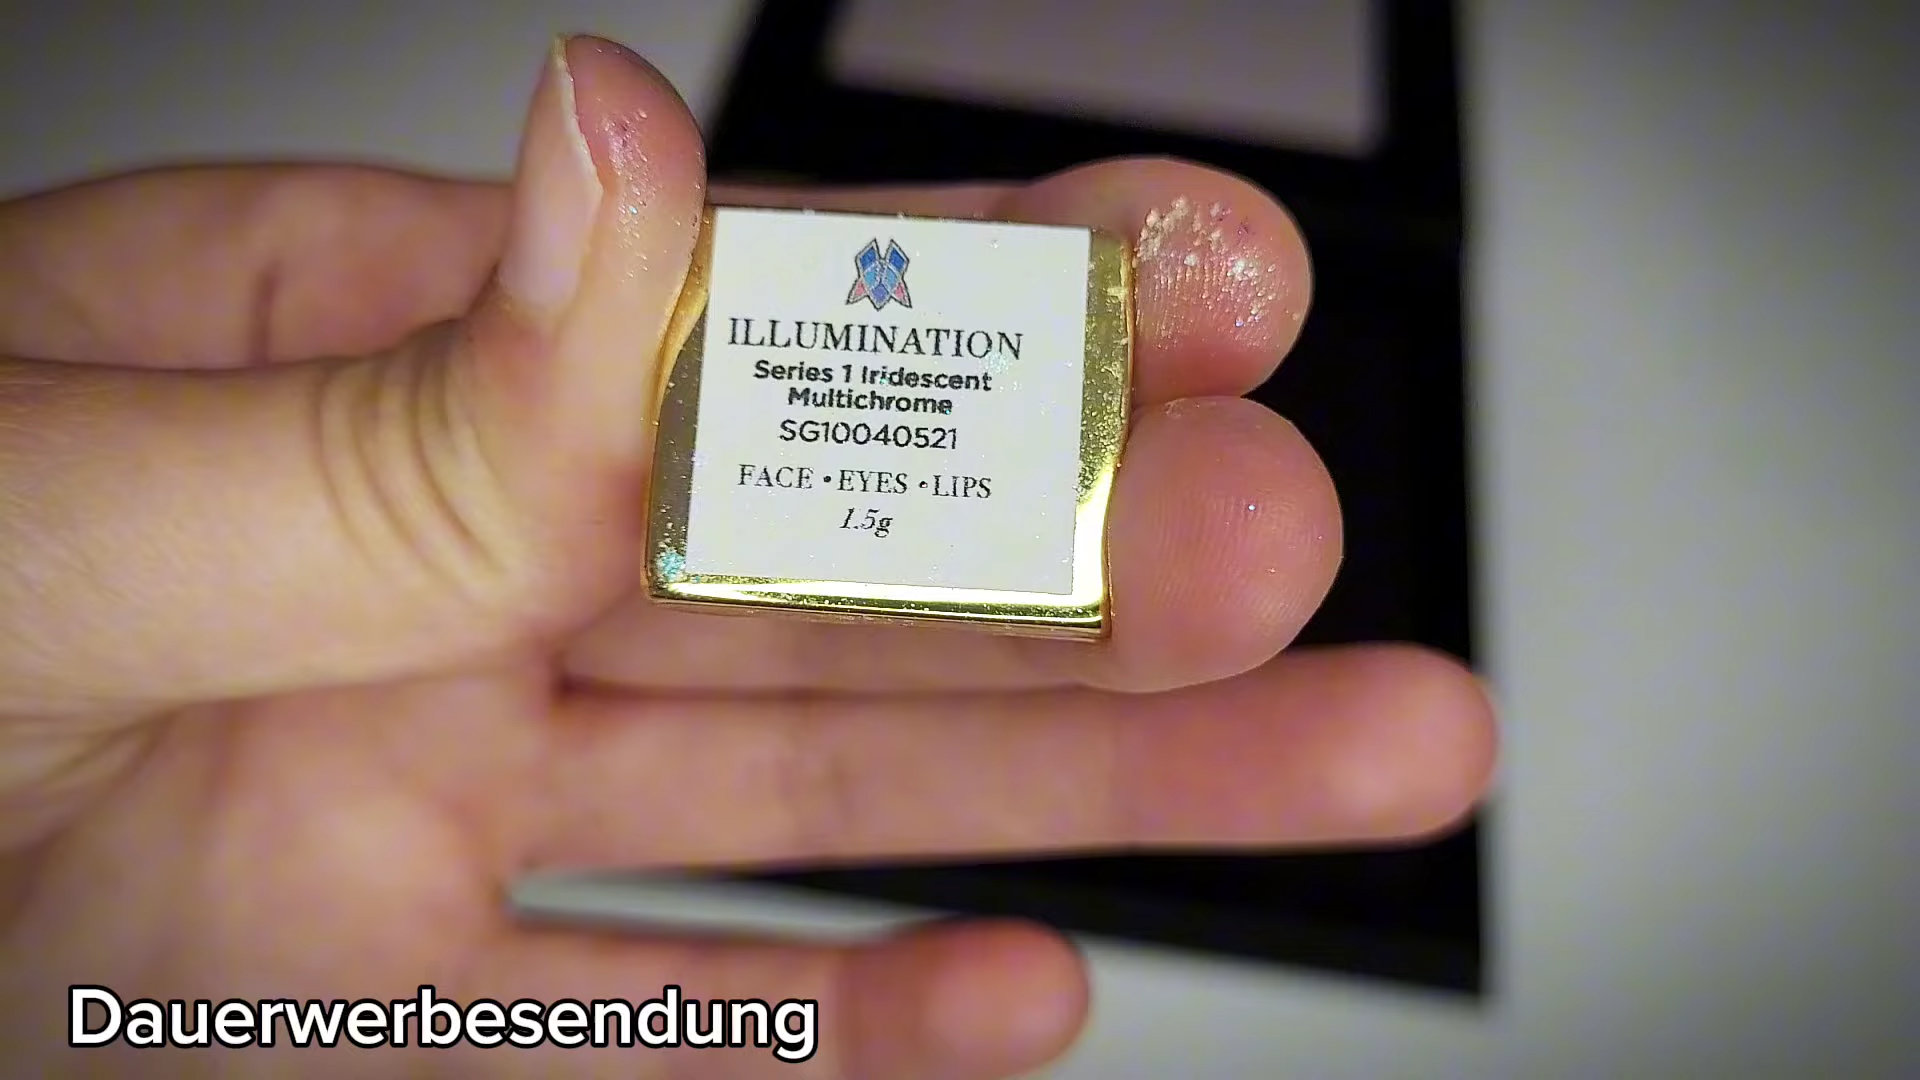 ILLUMINATION
Series 1 Iridescent
Multichrome
SG10040521
FACE • EYES • LIPS
1.5g
Dauerwerbesendung